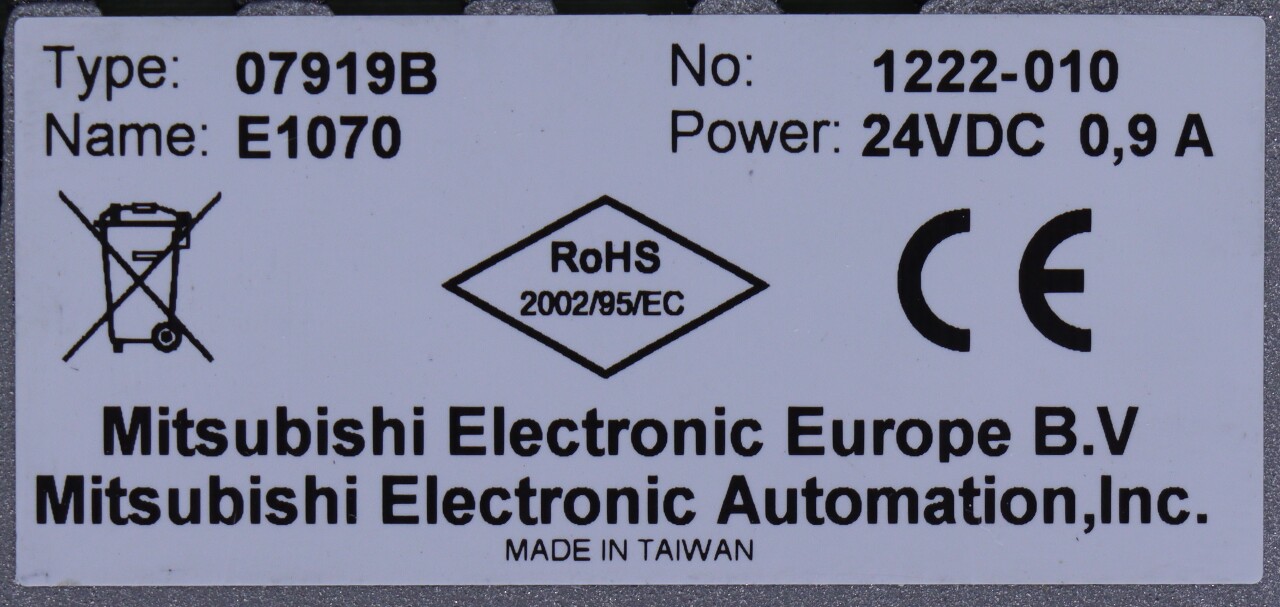 Type: 07919B No: 1222-010
Name: E1070 Power: 24VDC 0,9 A
RoHS
2002/95/EC
CE
Mitsubishi Electronic Europe B.V
Mitsubishi Electronic Automation,Inc.
MADE IN TAIWAN